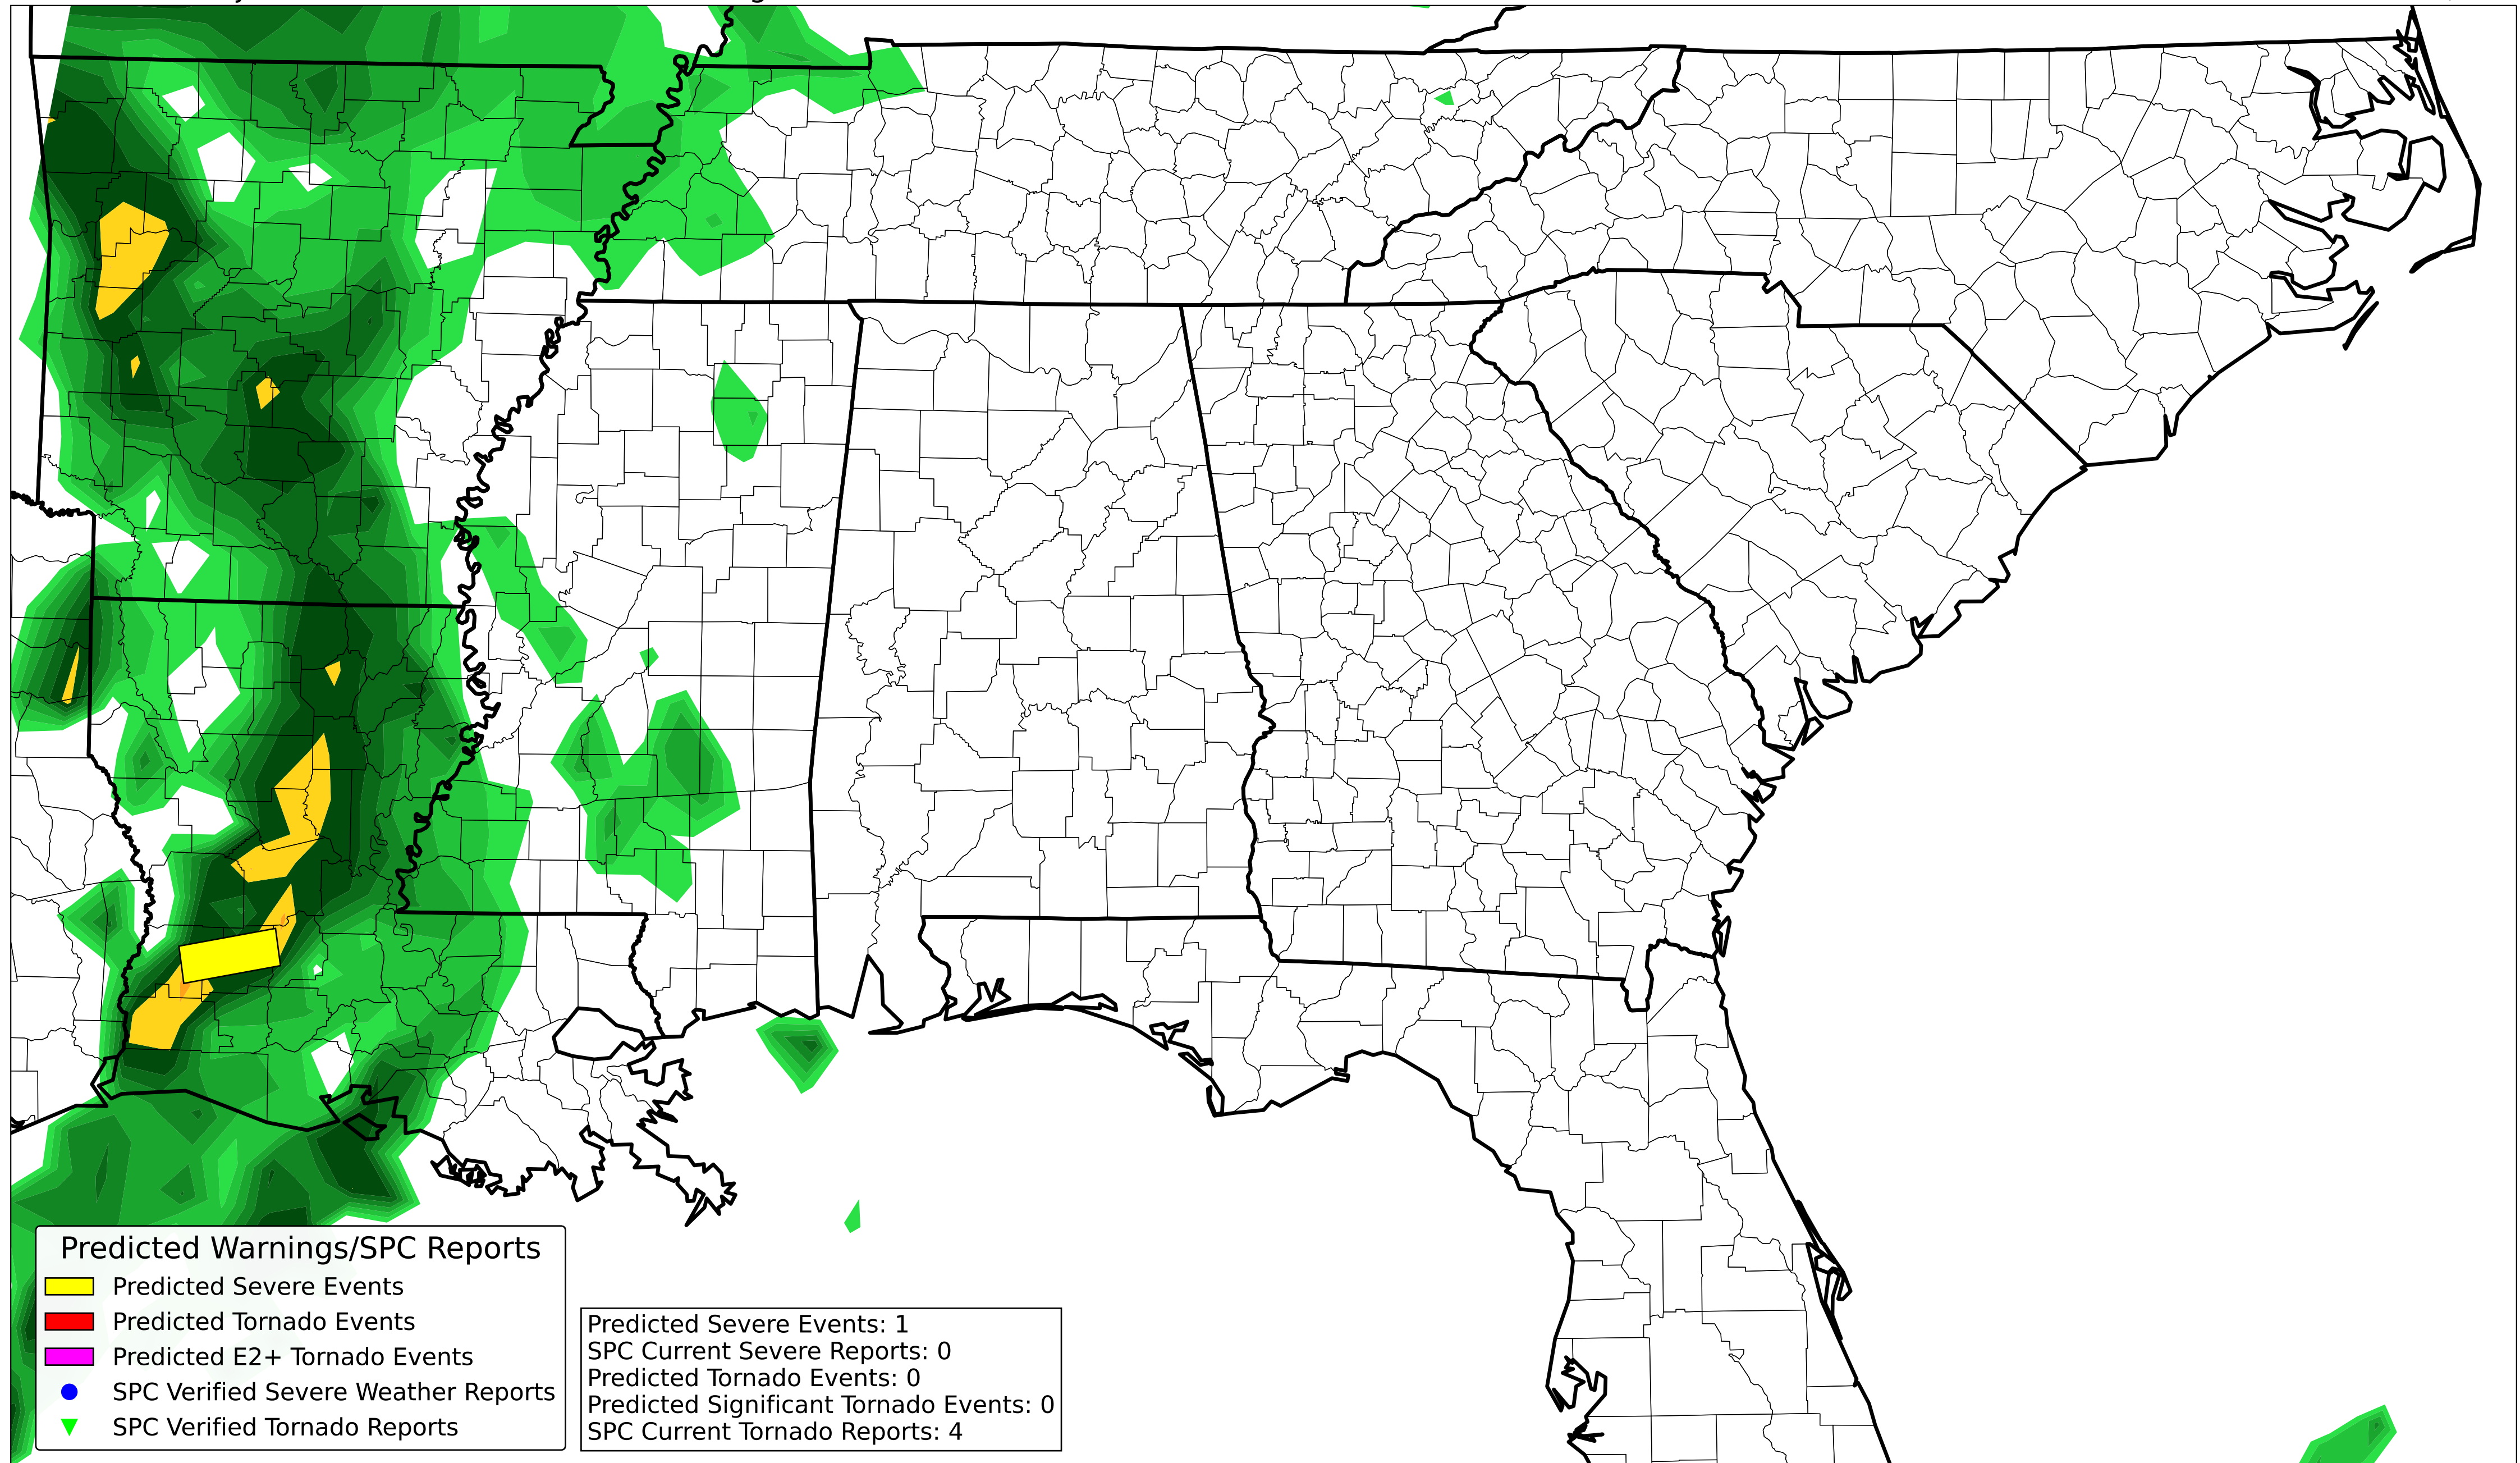 Predicted Warnings/SPC Reports
Predicted Severe Events
Predicted Tornado Events
Predicted E2+ Tornado Events
SPC Verified Severe Weather Reports
SPC Verified Tornado Reports
Predicted Severe Events: 1
SPC Current Severe Reports: 0
Predicted Tornado Events: 0
Predicted Significant Tornado Events: 0
SPC Current Tornado Reports: 4